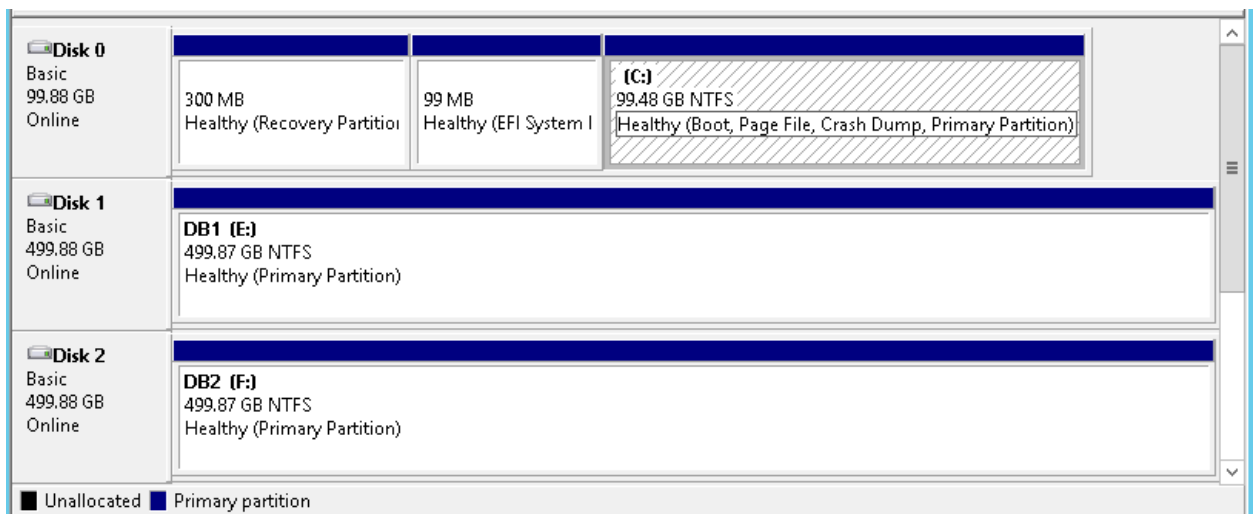 Disk 0
Basic
99.88 GB
Online
300 MB
Healthy (Recovery Partition
99 MB
Healthy (EFI System
(C:)
99.48 GB NTFS
Healthy (Boot, Page File, Crash Dump, Primary Partition)
Disk 1
Basic
499.88 GB
Online
DB1 (E:)
499.87 GB NTFS
Healthy (Primary Partition)
Disk 2
Basic
499.88 GB
Online
DB2 (F:)
499.87 GB NTFS
Healthy (Primary Partition)
Unallocated Primary partition